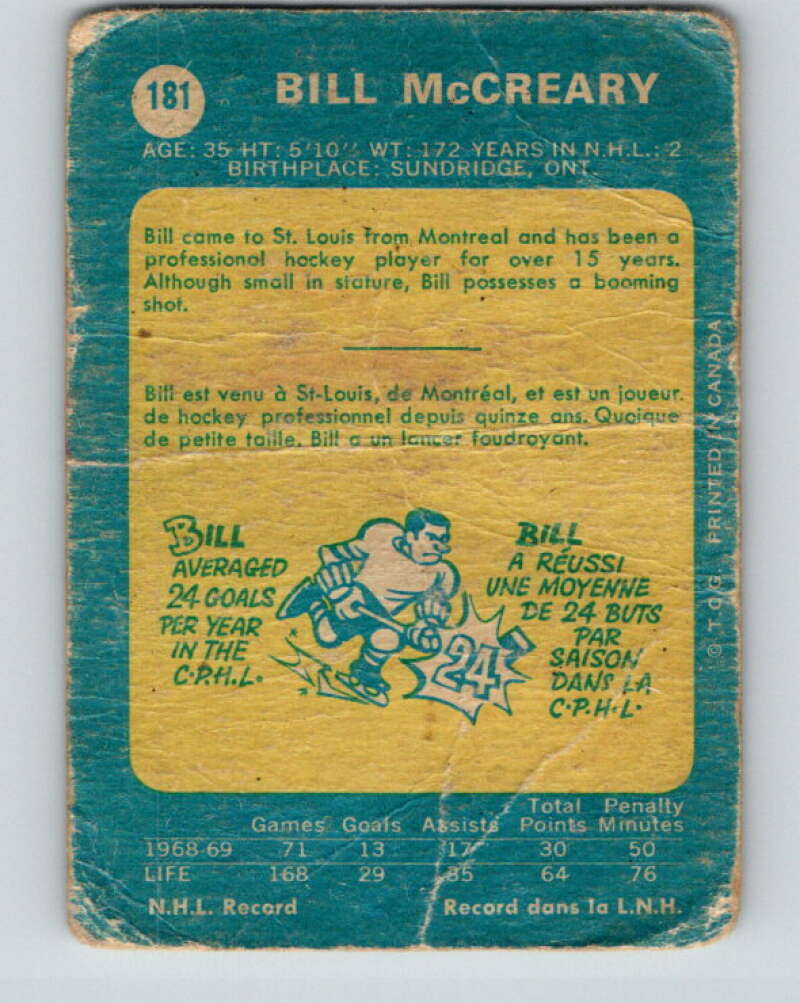 181
BILL McCREARY
AGE: 35 HT: 5'10" WT: 172 YEARS IN N.H.L.: 2
BIRTHPLACE: SUNDRIDGE, ONT
Bill came to St. Louis from Montreal and has been a
professional hockey player for over 15 years.
Although small in stature, Bill possesses a booming
shot.
Bill est venu à St-Louis, de Montréal, et est un joueur
de hockey professionnel depuis quinze ans. Quoique
de petite taille, Bill a un lancer foudroyant.
BILL
AVERAGED
24 GOALS
PER YEAR
IN THE
C.P.H.L.
24
BILL
A RÉUSSI
UNE MOYENNE
DE 24 BUTS
PAR
SAISON
DANS LA
C.P.H.L.
© T.C.G. PRINTED IN CANADA
Games Goals Assists Total Points Penalty Minutes
1968-69 71 13 17 30 50
LIFE 168 29 35 64 76
N.H.L. Record Record dans la L.N.H.